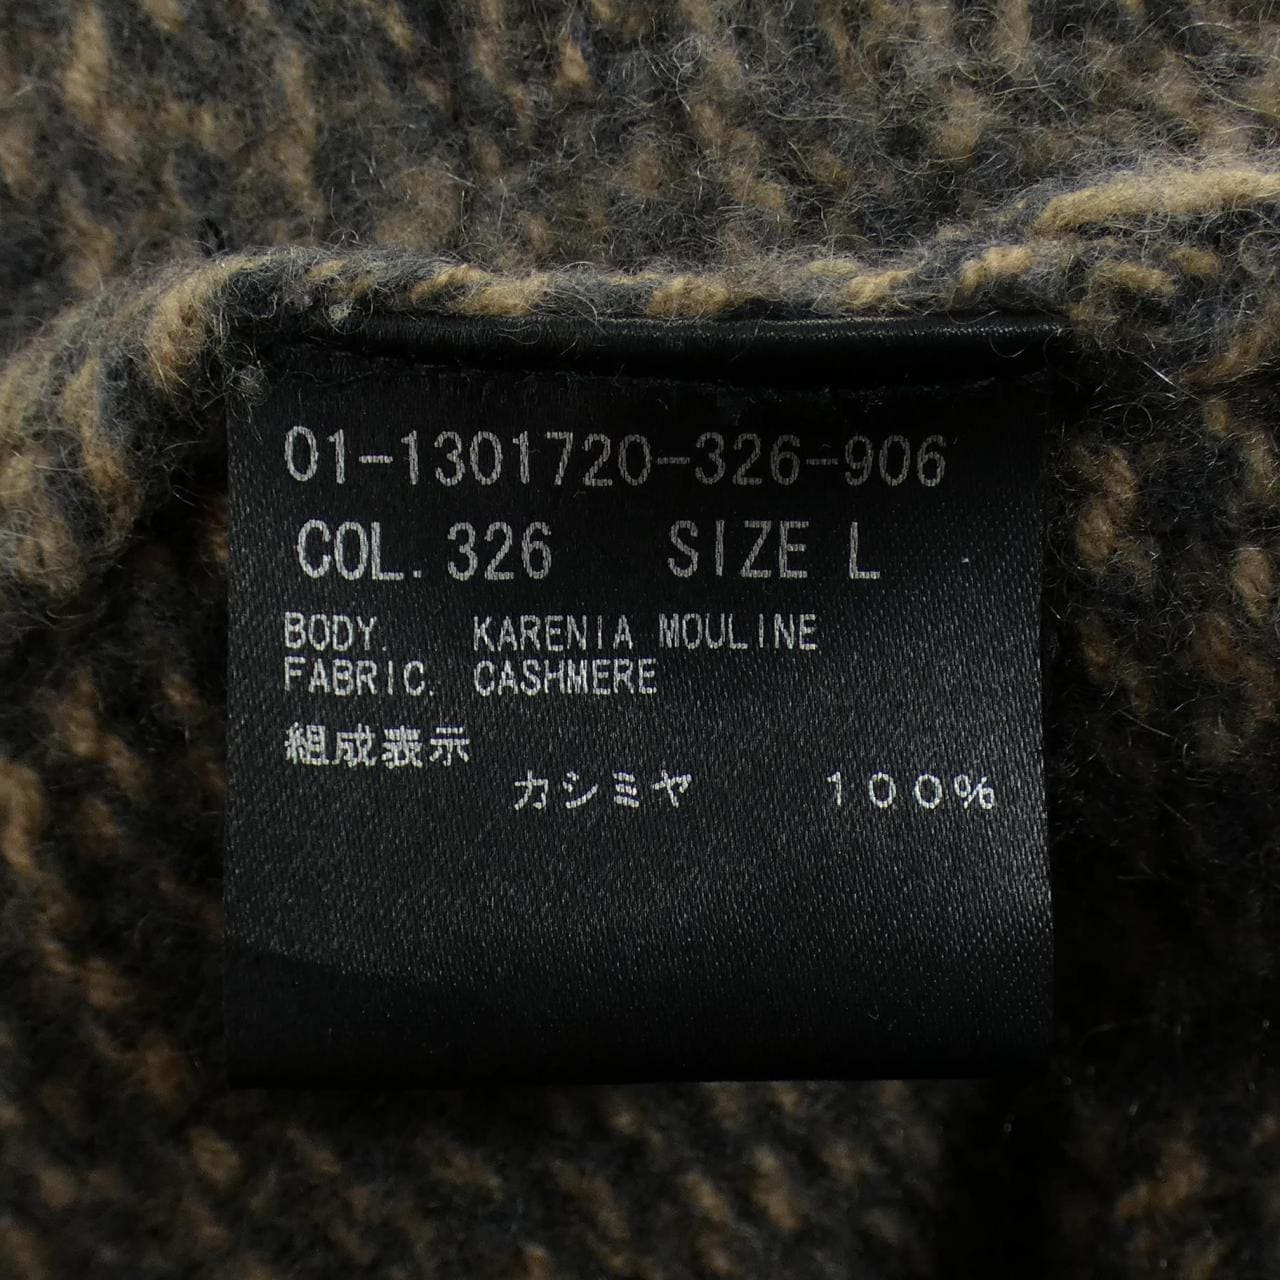 01-1301720-326-906
COL. 326 SIZE L
BODY. KARENIA MOULINE
FABRIC. CASHMERE
組成表示
カシミヤ １００％